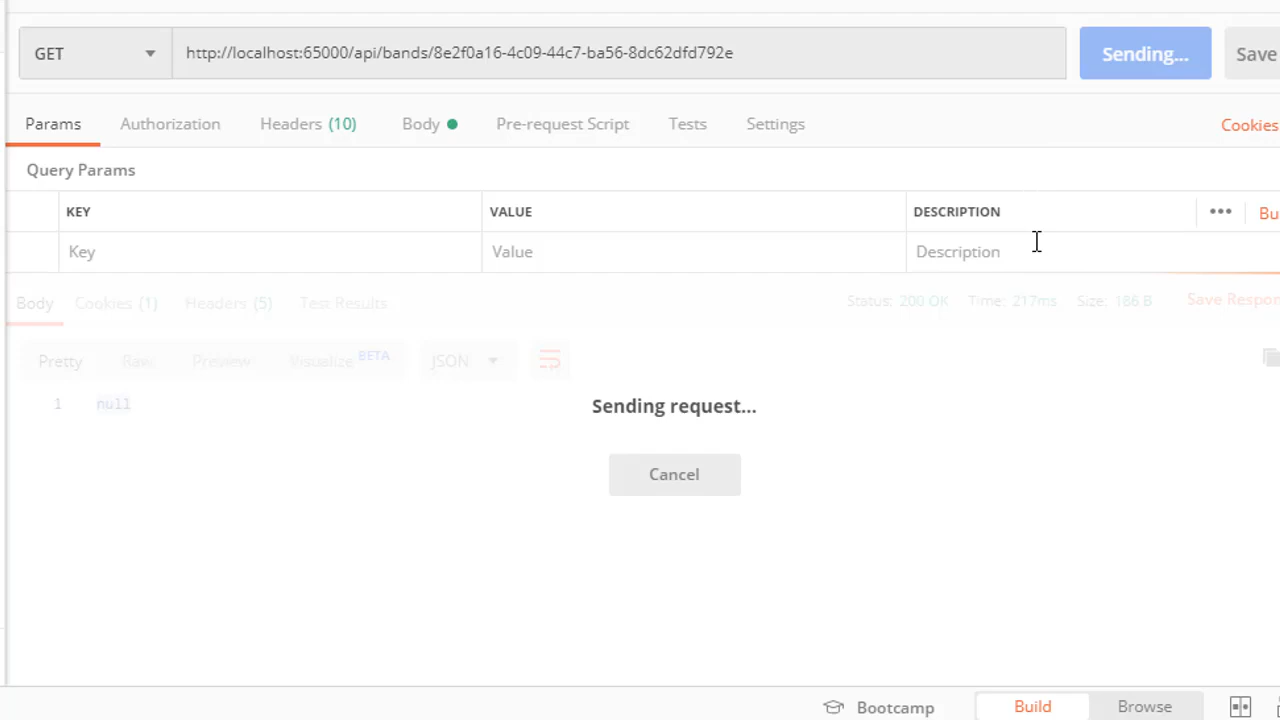 GET http://localhost:65000/api/bands/8e2f0a16-4c09-44c7-ba56-8dc62dfd792e Sending... Save
Params Authorization Headers (10) Body Pre-request Script Tests Settings Cookies
Query Params
KEY VALUE DESCRIPTION ••• Bu
Key Value Description
Body Cookies (1) Headers (5) Test Results Status: 200 OK Time: 217ms Size: 186 B Save Respon
Pretty Raw Preview Visualize BETA JSON
1 null
Sending request...
Cancel
Bootcamp Build Browse